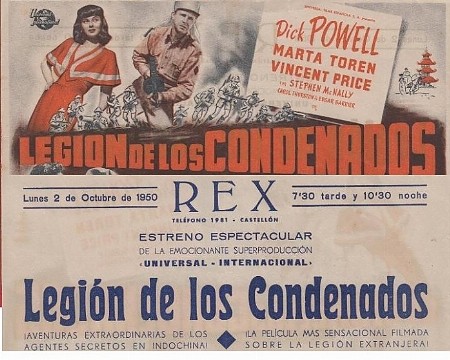 Dick POWELL
MARTA TOREN
VINCENT PRICE
STEPHEN McNALLY
LEGION DE LOS CONDENADOS
Lunes 2 de Octubre de 1950
REX
7'30 tarde y 10'30 noche
TELÉFONO 1981 - CASTELLÓN
ESTRENO ESPECTACULAR
DE LA EMOCIONANTE SUPERPRODUCCIÓN
«UNIVERSAL - INTERNACIONAL»
Legión de los Condenados
¡AVENTURAS EXTRAORDINARIAS DE LOS
AGENTES SECRETOS EN INDOCHINA!
¡LA PELÍCULA MAS SENSACIONAL FILMADA
SOBRE LA LEGIÓN EXTRANJERA!